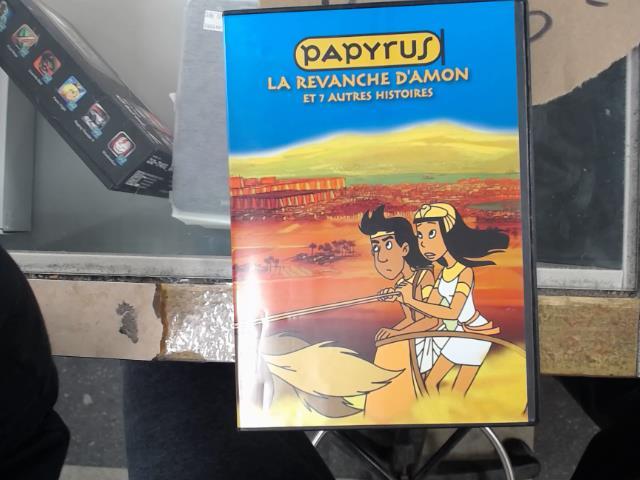 PAPYRUS
LA REVANCHE D'AMON
ET 7 AUTRES HISTOIRES